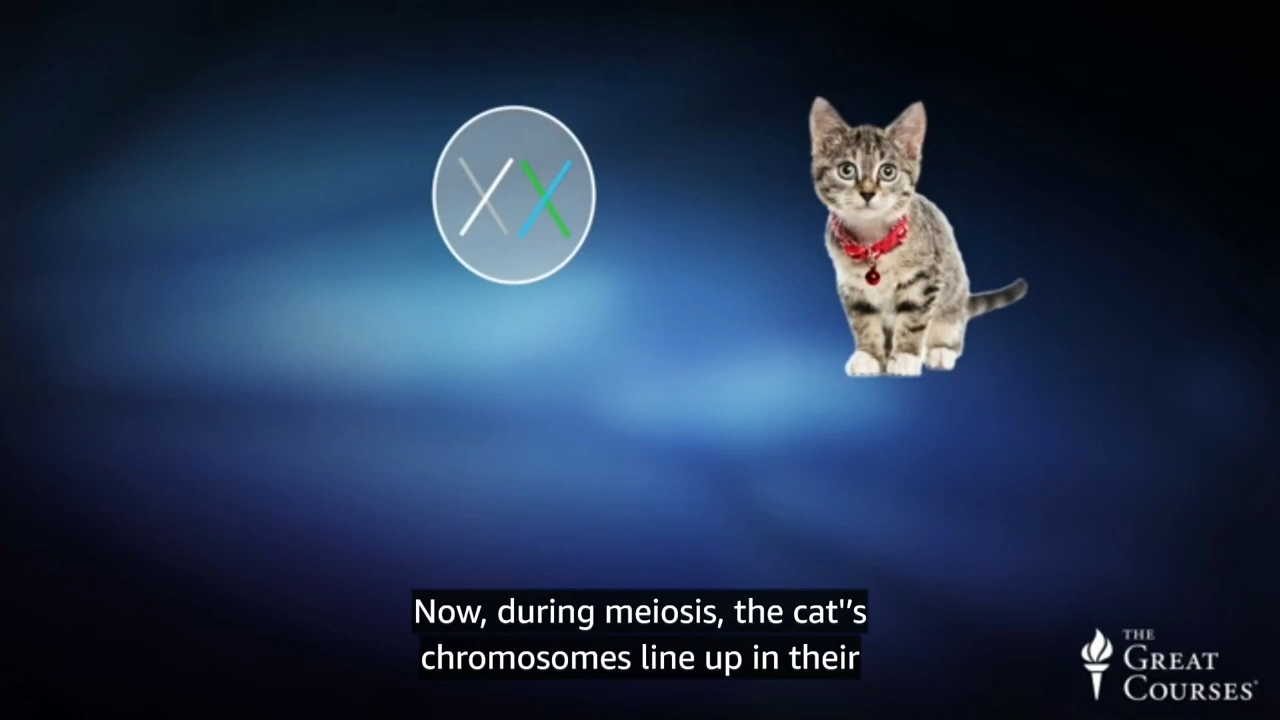 Now, during meiosis, the cat"s
chromosomes line up in their
THE
GREAT
COURSES